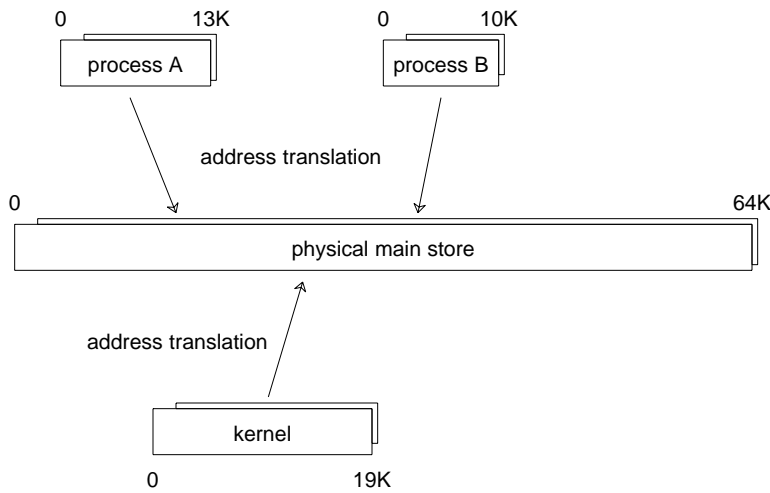 0 13K 0 10K
process A process B
address translation
0 64K
physical main store
address translation
kernel
0 19K